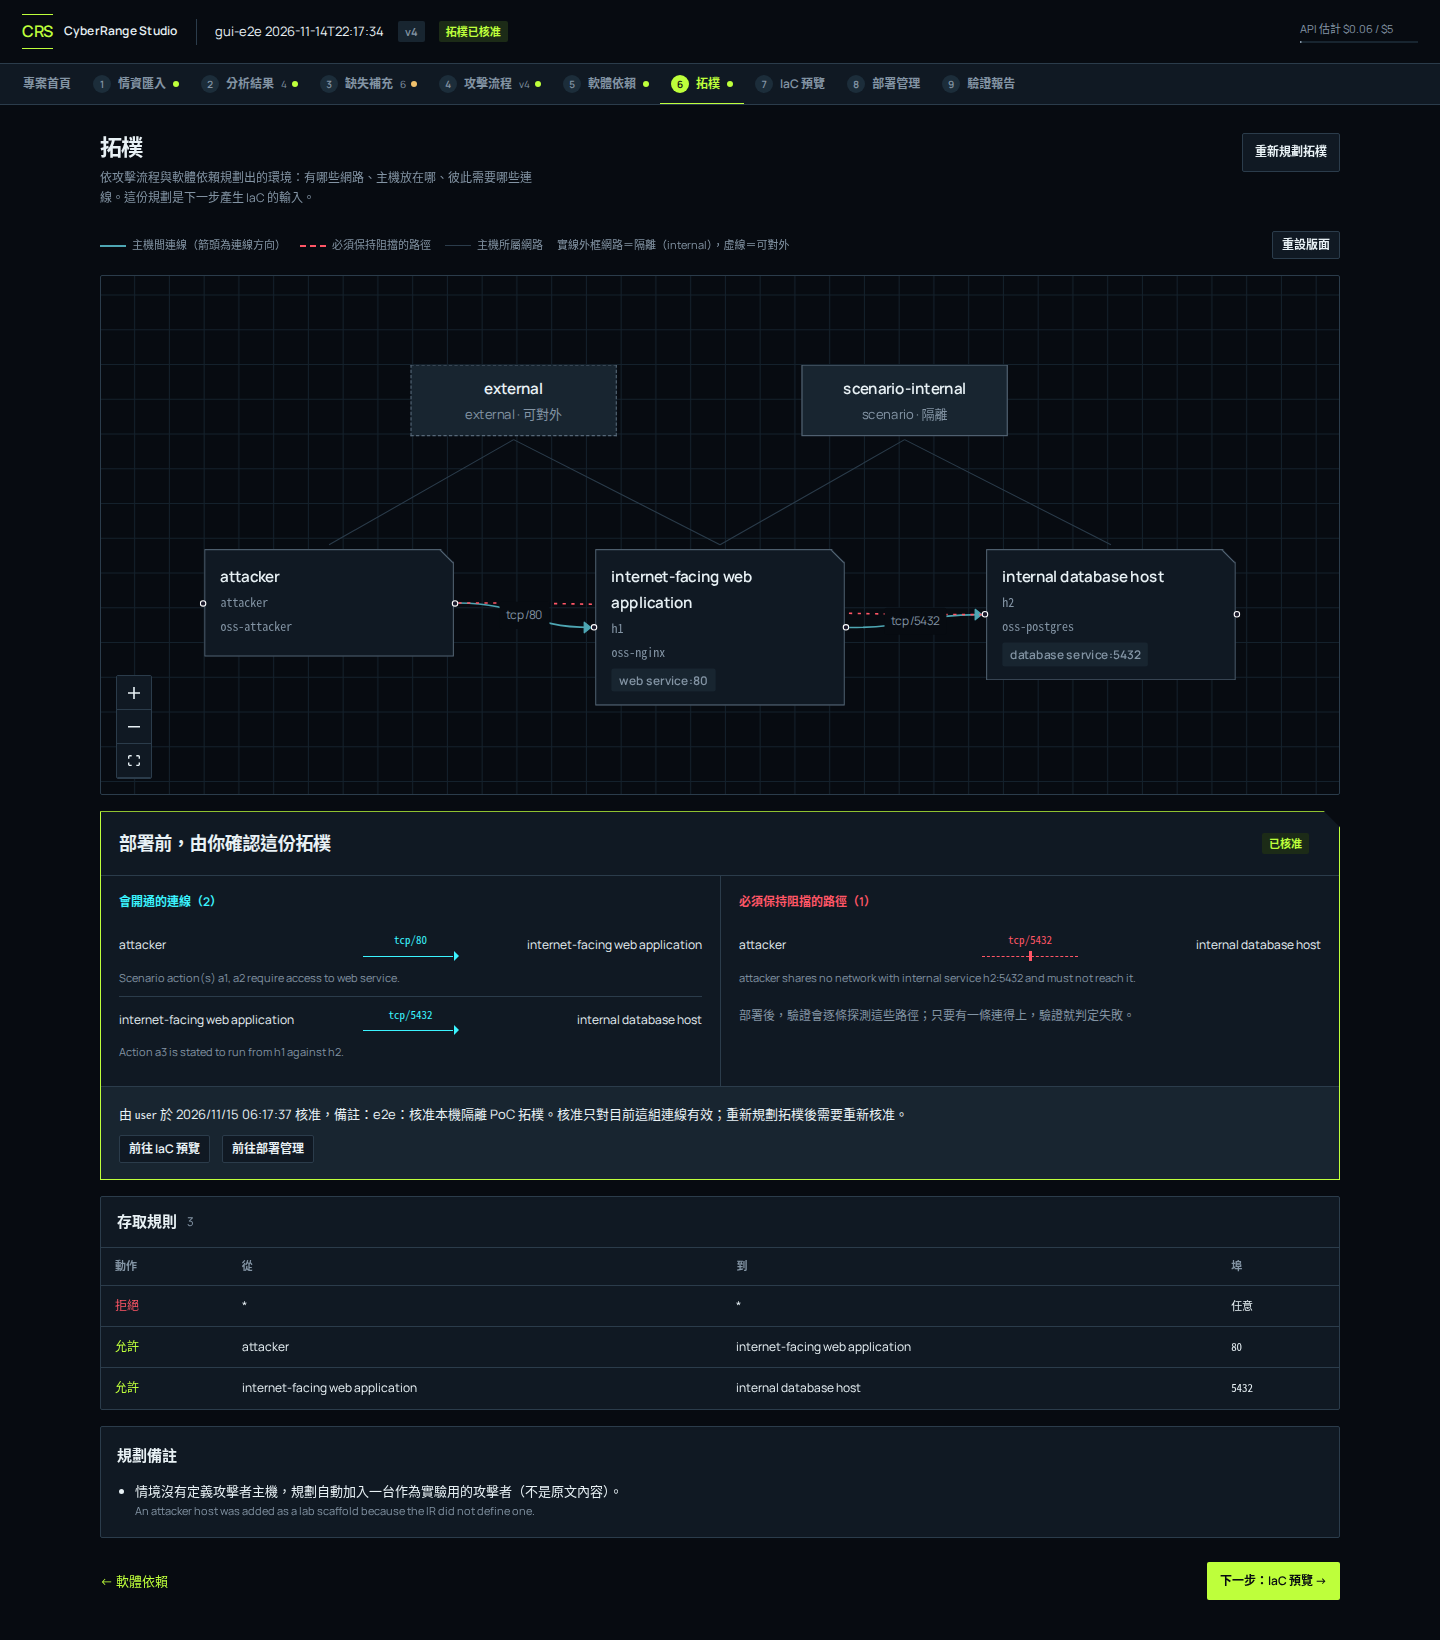 CRS CyberRange Studio gui-e2e 2026-11-14T22:17:34 v4 拓樸已核准 API 估計 $0.06 / $5
專案首頁 1 情資匯入 2 分析結果 4 3 缺失補充 6 4 攻擊流程 v4 5 軟體依賴 6 拓樸 7 IaC 預覽 8 部署管理 9 驗證報告
拓樸
重新規劃拓樸
依攻擊流程與軟體依賴規劃出的環境：有哪些網路、主機放在哪、彼此需要哪些連
線。這份規劃是下一步產生 IaC 的輸入。
主機間連線（箭頭為連線方向） 必須保持阻擋的路徑 主機所屬網路 實線外框網路＝隔離（internal），虛線＝可對外
重設版面
external
external · 可對外
scenario-internal
scenario · 隔離
attacker
attacker
oss-attacker
tcp/80
internet-facing web
application
h1
oss-nginx
web service:80
tcp/5432
internal database host
h2
oss-postgres
database service:5432
部署前，由你確認這份拓樸
已核准
會開通的連線（2）
attacker tcp/80 internet-facing web application
Scenario action(s) a1, a2 require access to web service.
internet-facing web application tcp/5432 internal database host
Action a3 is stated to run from h1 against h2.
必須保持阻擋的路徑（1）
attacker tcp/5432 internal database host
attacker shares no network with internal service h2:5432 and must not reach it.
部署後，驗證會逐條探測這些路徑；只要有一條連得上，驗證就判定失敗。
由 user 於 2026/11/15 06:17:37 核准，備註：e2e：核准本機隔離 PoC 拓樸。核准只對目前這組連線有效；重新規劃拓樸後需要重新核准。
前往 IaC 預覽 前往部署管理
存取規則 3
動作 從 到 埠
拒絕 * * 任意
允許 attacker internet-facing web application 80
允許 internet-facing web application internal database host 5432
規劃備註
情境沒有定義攻擊者主機，規劃自動加入一台作為實驗用的攻擊者（不是原文內容）。
An attacker host was added as a lab scaffold because the IR did not define one.
← 軟體依賴
下一步：IaC 預覽 →